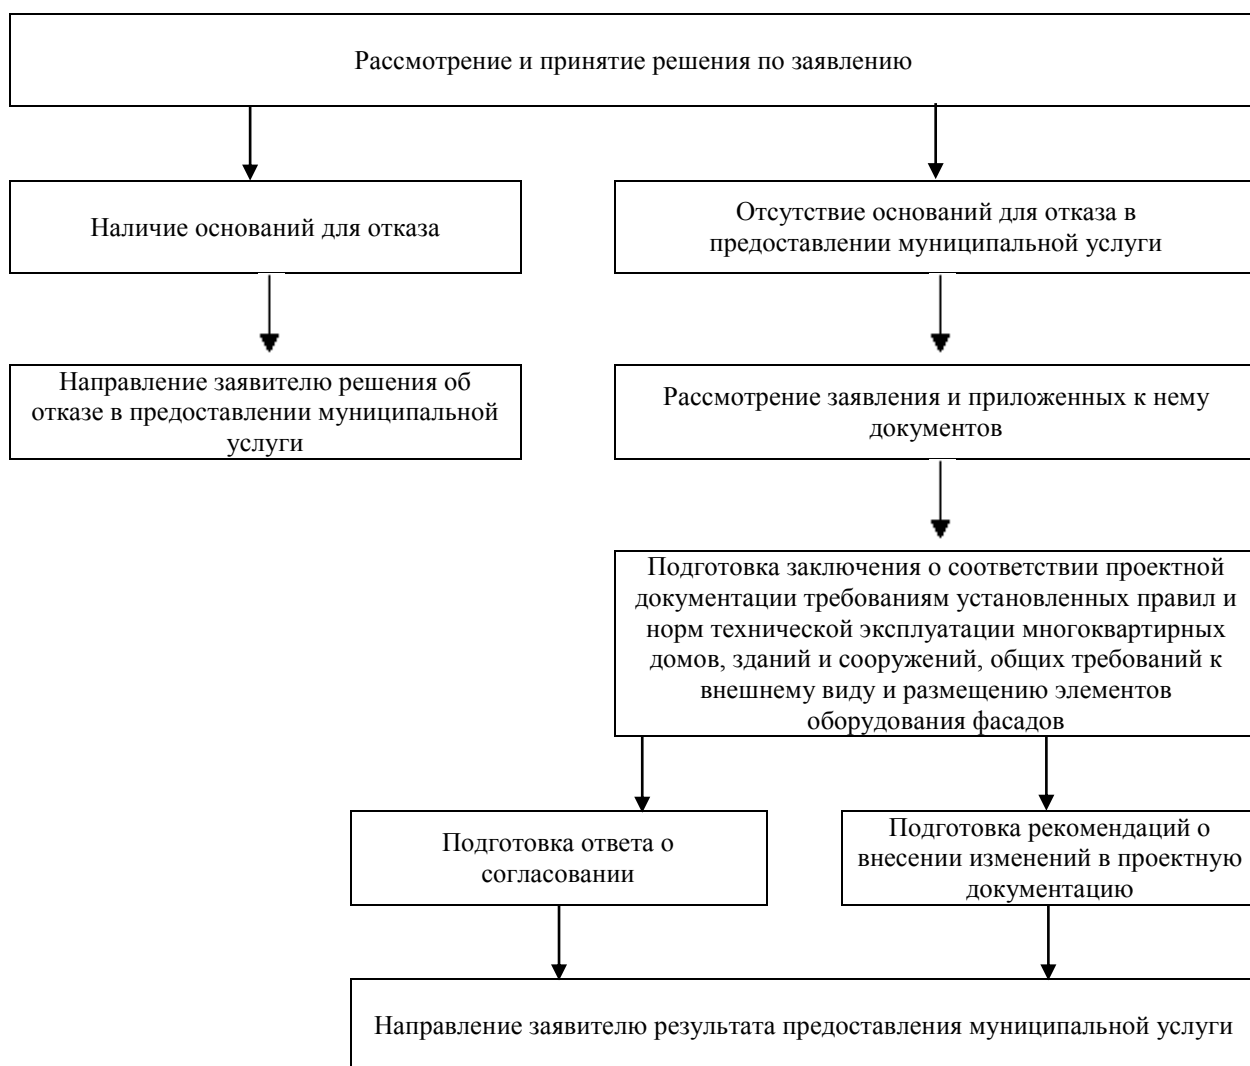 Рассмотрение и принятие решения по заявлению
Наличие оснований для отказа
Отсутствие оснований для отказа в
предоставлении муниципальной услуги
Направление заявителю решения об
отказе в предоставлении муниципальной
услуги
Рассмотрение заявления и приложенных к нему
документов
Подготовка заключения о соответствии проектной
документации требованиям установленных правил и
норм технической эксплуатации многоквартирных
домов, зданий и сооружений, общих требований к
внешнему виду и размещению элементов
оборудования фасадов
Подготовка ответа о
согласовании
Подготовка рекомендаций о
внесении изменений в проектную
документацию
Направление заявителю результата предоставления муниципальной услуги